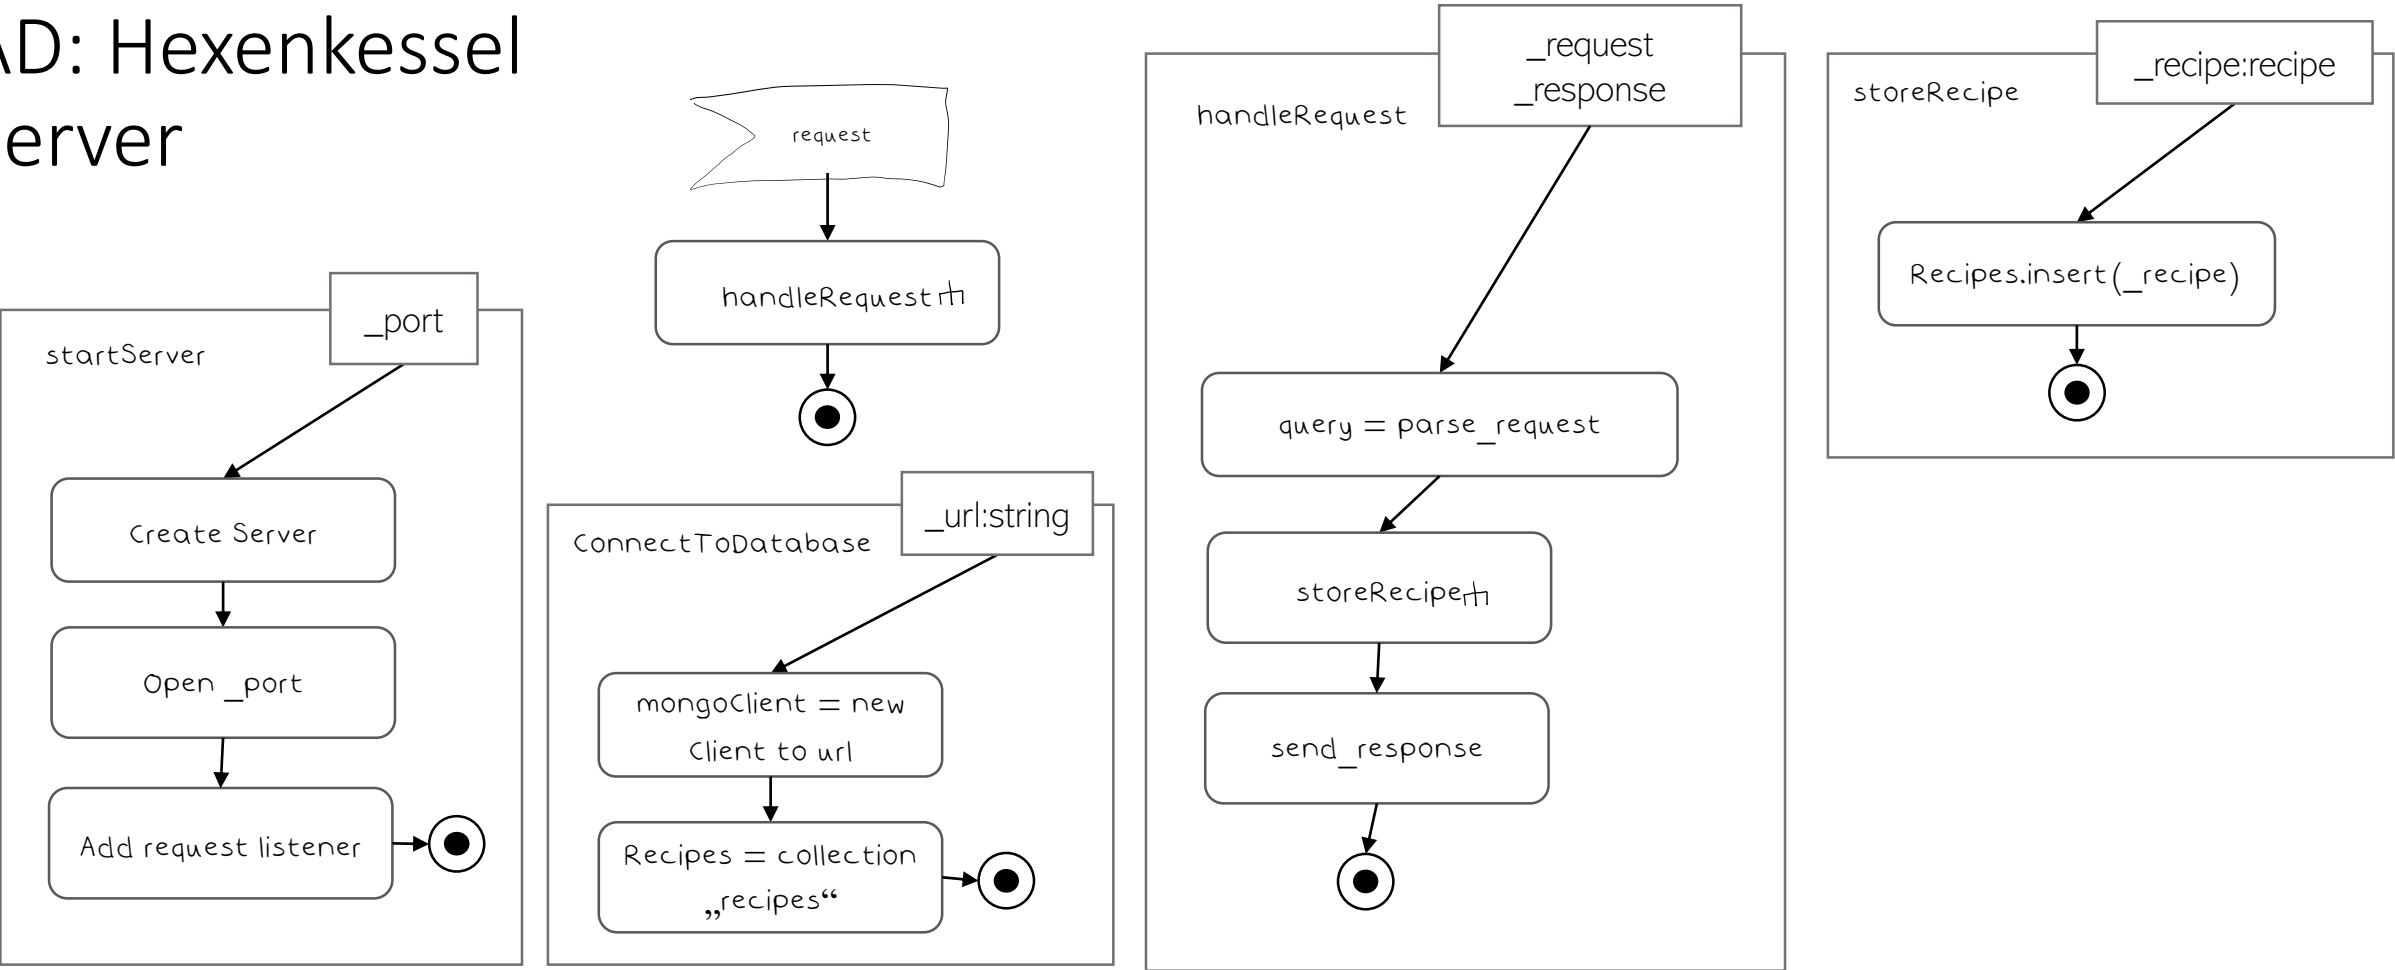 AD: Hexenkessel
erver
request
handleRequest
startServer
_port
Create Server
Open _port
Add request listener
ConnectToDatabase
_url:string
mongoClient = new
Client to url
Recipes = collection
„recipes“
handleRequest
_request
_response
query = parse_request
storeRecipe
send_response
storeRecipe
_recipe:recipe
Recipes.insert(_recipe)